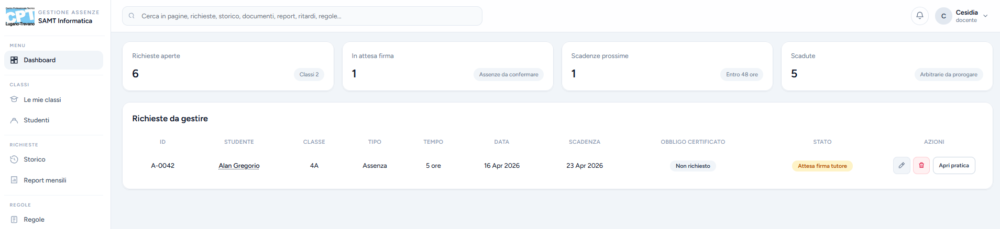 Centro Professionale Tecnico
CPT
Lugano-Trevano
GESTIONE ASSENZE
SAMT Informatica
Cerca in pagine, richieste, storico, documenti, report, ritardi, regole...
C
Cesidia
docente
MENU
Dashboard
CLASSI
Le mie classi
Studenti
RICHIESTE
Storico
Report mensili
REGOLE
Regole
Richieste aperte
6
Classi 2
In attesa firma
1
Assenze da confermare
Scadenze prossime
1
Entro 48 ore
Scadute
5
Arbitrarie da prorogare
Richieste da gestire
ID STUDENTE CLASSE TIPO TEMPO DATA SCADENZA OBBLIGO CERTIFICATO STATO AZIONI
A-0042 Alan Gregorio 4A Assenza 5 ore 16 Apr 2026 23 Apr 2026 Non richiesto Attesa firma tutore Apri pratica